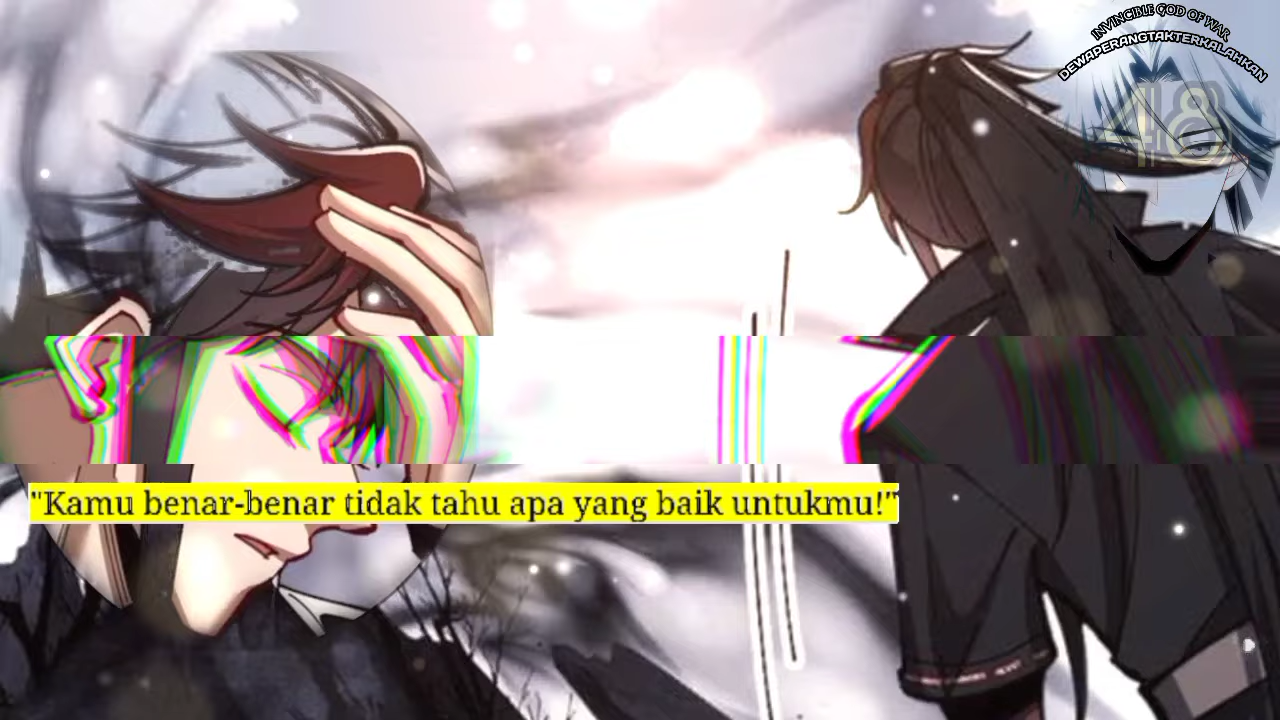 INVINCIBLE GOD OF WAR
DEWAPERANGTAKTERKALAHKAN
48
"Kamu benar-benar tidak tahu apa yang baik untukmu!"